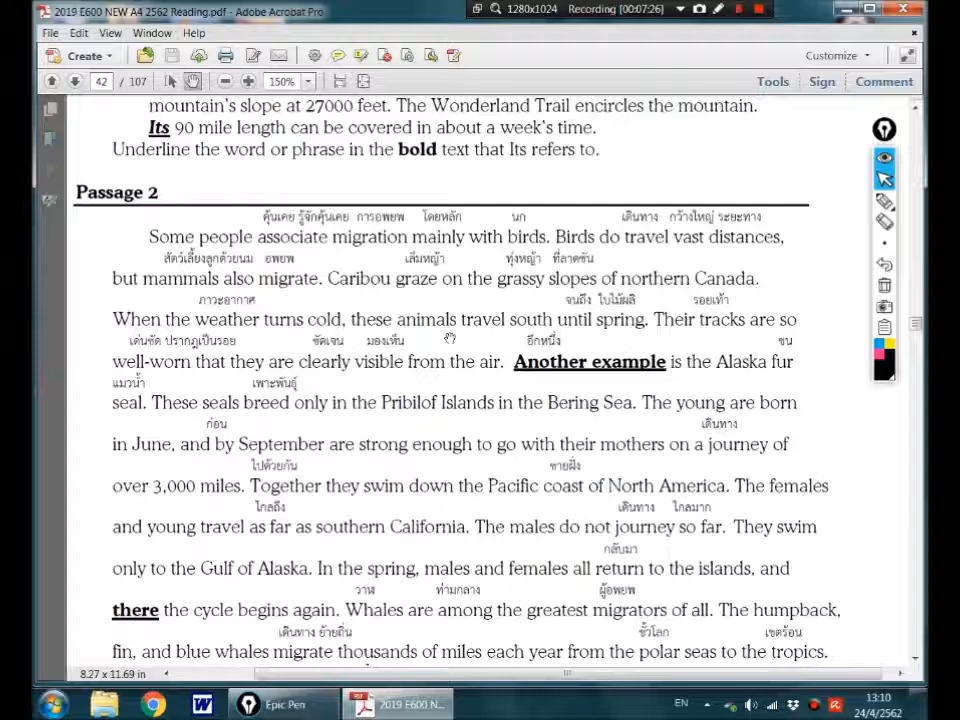 2019 E600 NEW A4 2562 Reading.pdf - Adobe Acrobat Pro
1280x1024 Recording [00:07:26]
File Edit View Window Help
Create Customize
42 / 107 150% Tools Sign Comment
mountain's slope at 27000 feet. The Wonderland Trail encircles the mountain.
Its 90 mile length can be covered in about a week's time.
Underline the word or phrase in the bold text that Its refers to.
Passage 2
คุ้นเคย รู้จักคุ้นเคย การอพยพ โดยหลัก นก เดินทาง กว้างใหญ่ ระยะทาง
Some people associate migration mainly with birds. Birds do travel vast distances,
สัตว์เลี้ยงลูกด้วยนม อพยพ เล็มหญ้า ทุ่งหญ้า ที่ลาดชัน
but mammals also migrate. Caribou graze on the grassy slopes of northern Canada.
ภาวะอากาศ จนถึง ใบไม้ผลิ รอยเท้า
When the weather turns cold, these animals travel south until spring. Their tracks are so
เด่นชัด ปรากฏเป็นรอย ชัดเจน มองเห็น อีกหนึ่ง ขน
well-worn that they are clearly visible from the air. Another example is the Alaska fur
แมวน้ำ เพาะพันธุ์
seal. These seals breed only in the Pribilof Islands in the Bering Sea. The young are born
ก่อน เดินทาง
in June, and by September are strong enough to go with their mothers on a journey of
ไปด้วยกัน ชายฝั่ง
over 3,000 miles. Together they swim down the Pacific coast of North America. The females
ไกลถึง เดินทาง ไกลมาก
and young travel as far as southern California. The males do not journey so far. They swim
กลับมา
only to the Gulf of Alaska. In the spring, males and females all return to the islands, and
วาฬ ท่ามกลาง ผู้อพยพ
there the cycle begins again. Whales are among the greatest migrators of all. The humpback,
เดินทาง ย้ายถิ่น ขั้วโลก เขตร้อน
fin, and blue whales migrate thousands of miles each year from the polar seas to the tropics.
8.27 x 11.69 in
Epic Pen 2019 E600 N... EN 13:10
24/4/2562